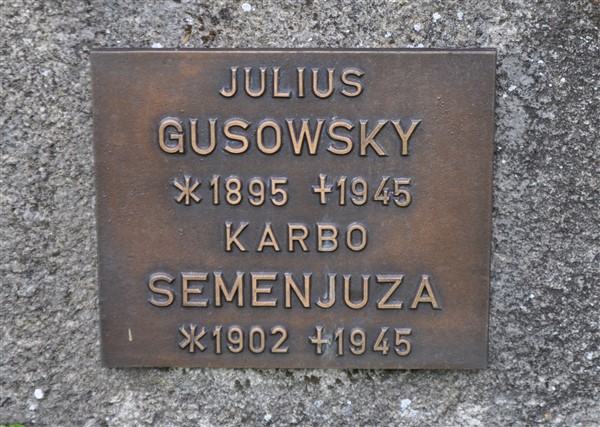 JULIUS
GUSOWSKY
* 1895 † 1945
KARBO
SEMENJUZA
* 1902 † 1945